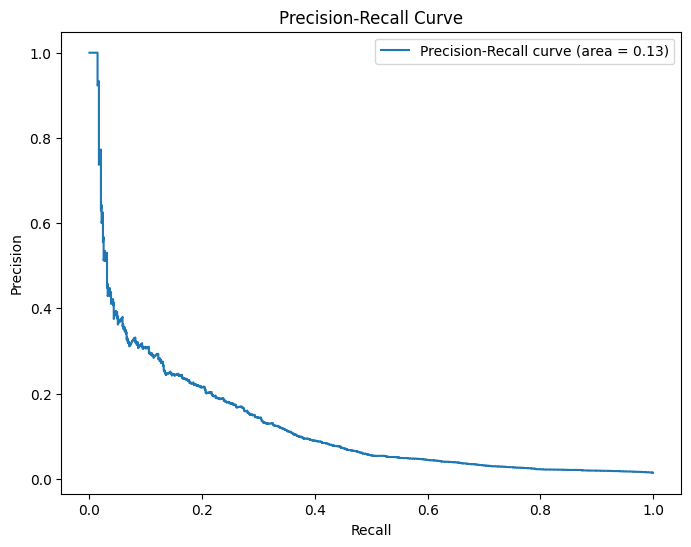 Precision-Recall Curve
Precision-Recall curve (area = 0.13)
1.0
0.8
0.6
0.4
0.2
0.0
Precision
0.0 0.2 0.4 0.6 0.8 1.0
Recall